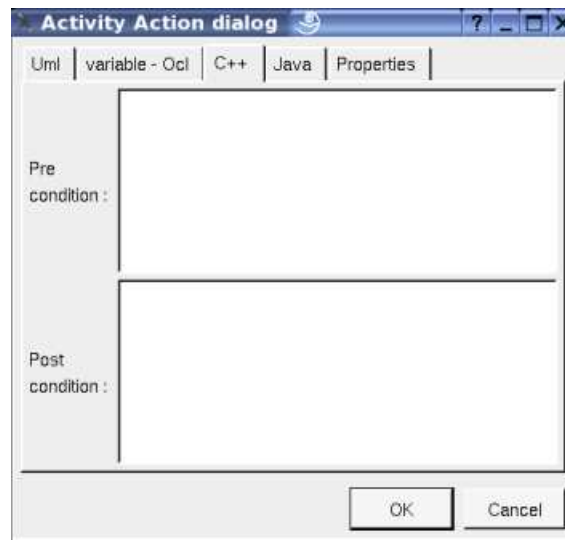 Activity Action dialog
Uml variable - Ocl C++ Java Properties
Pre
condition :
Post
condition :
OK Cancel